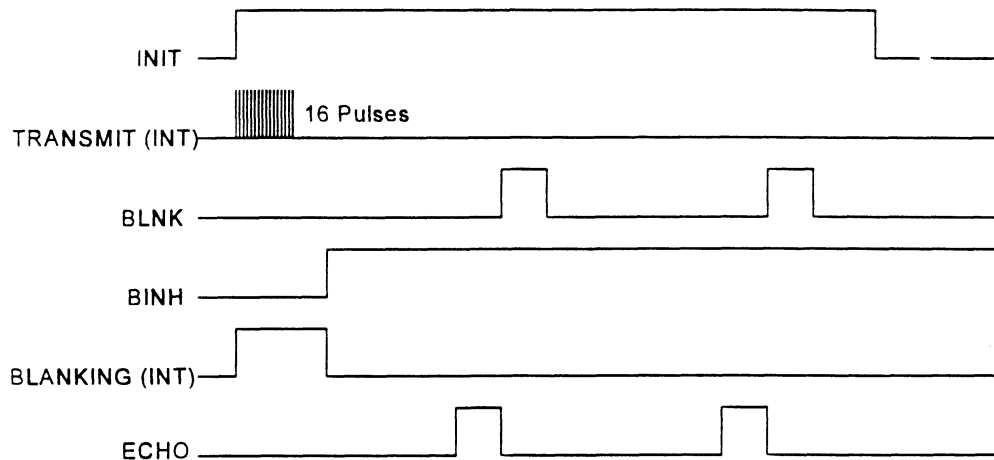 INIT
16 Pulses
TRANSMIT (INT)
BLNK
BINH
BLANKING (INT)
ECHO